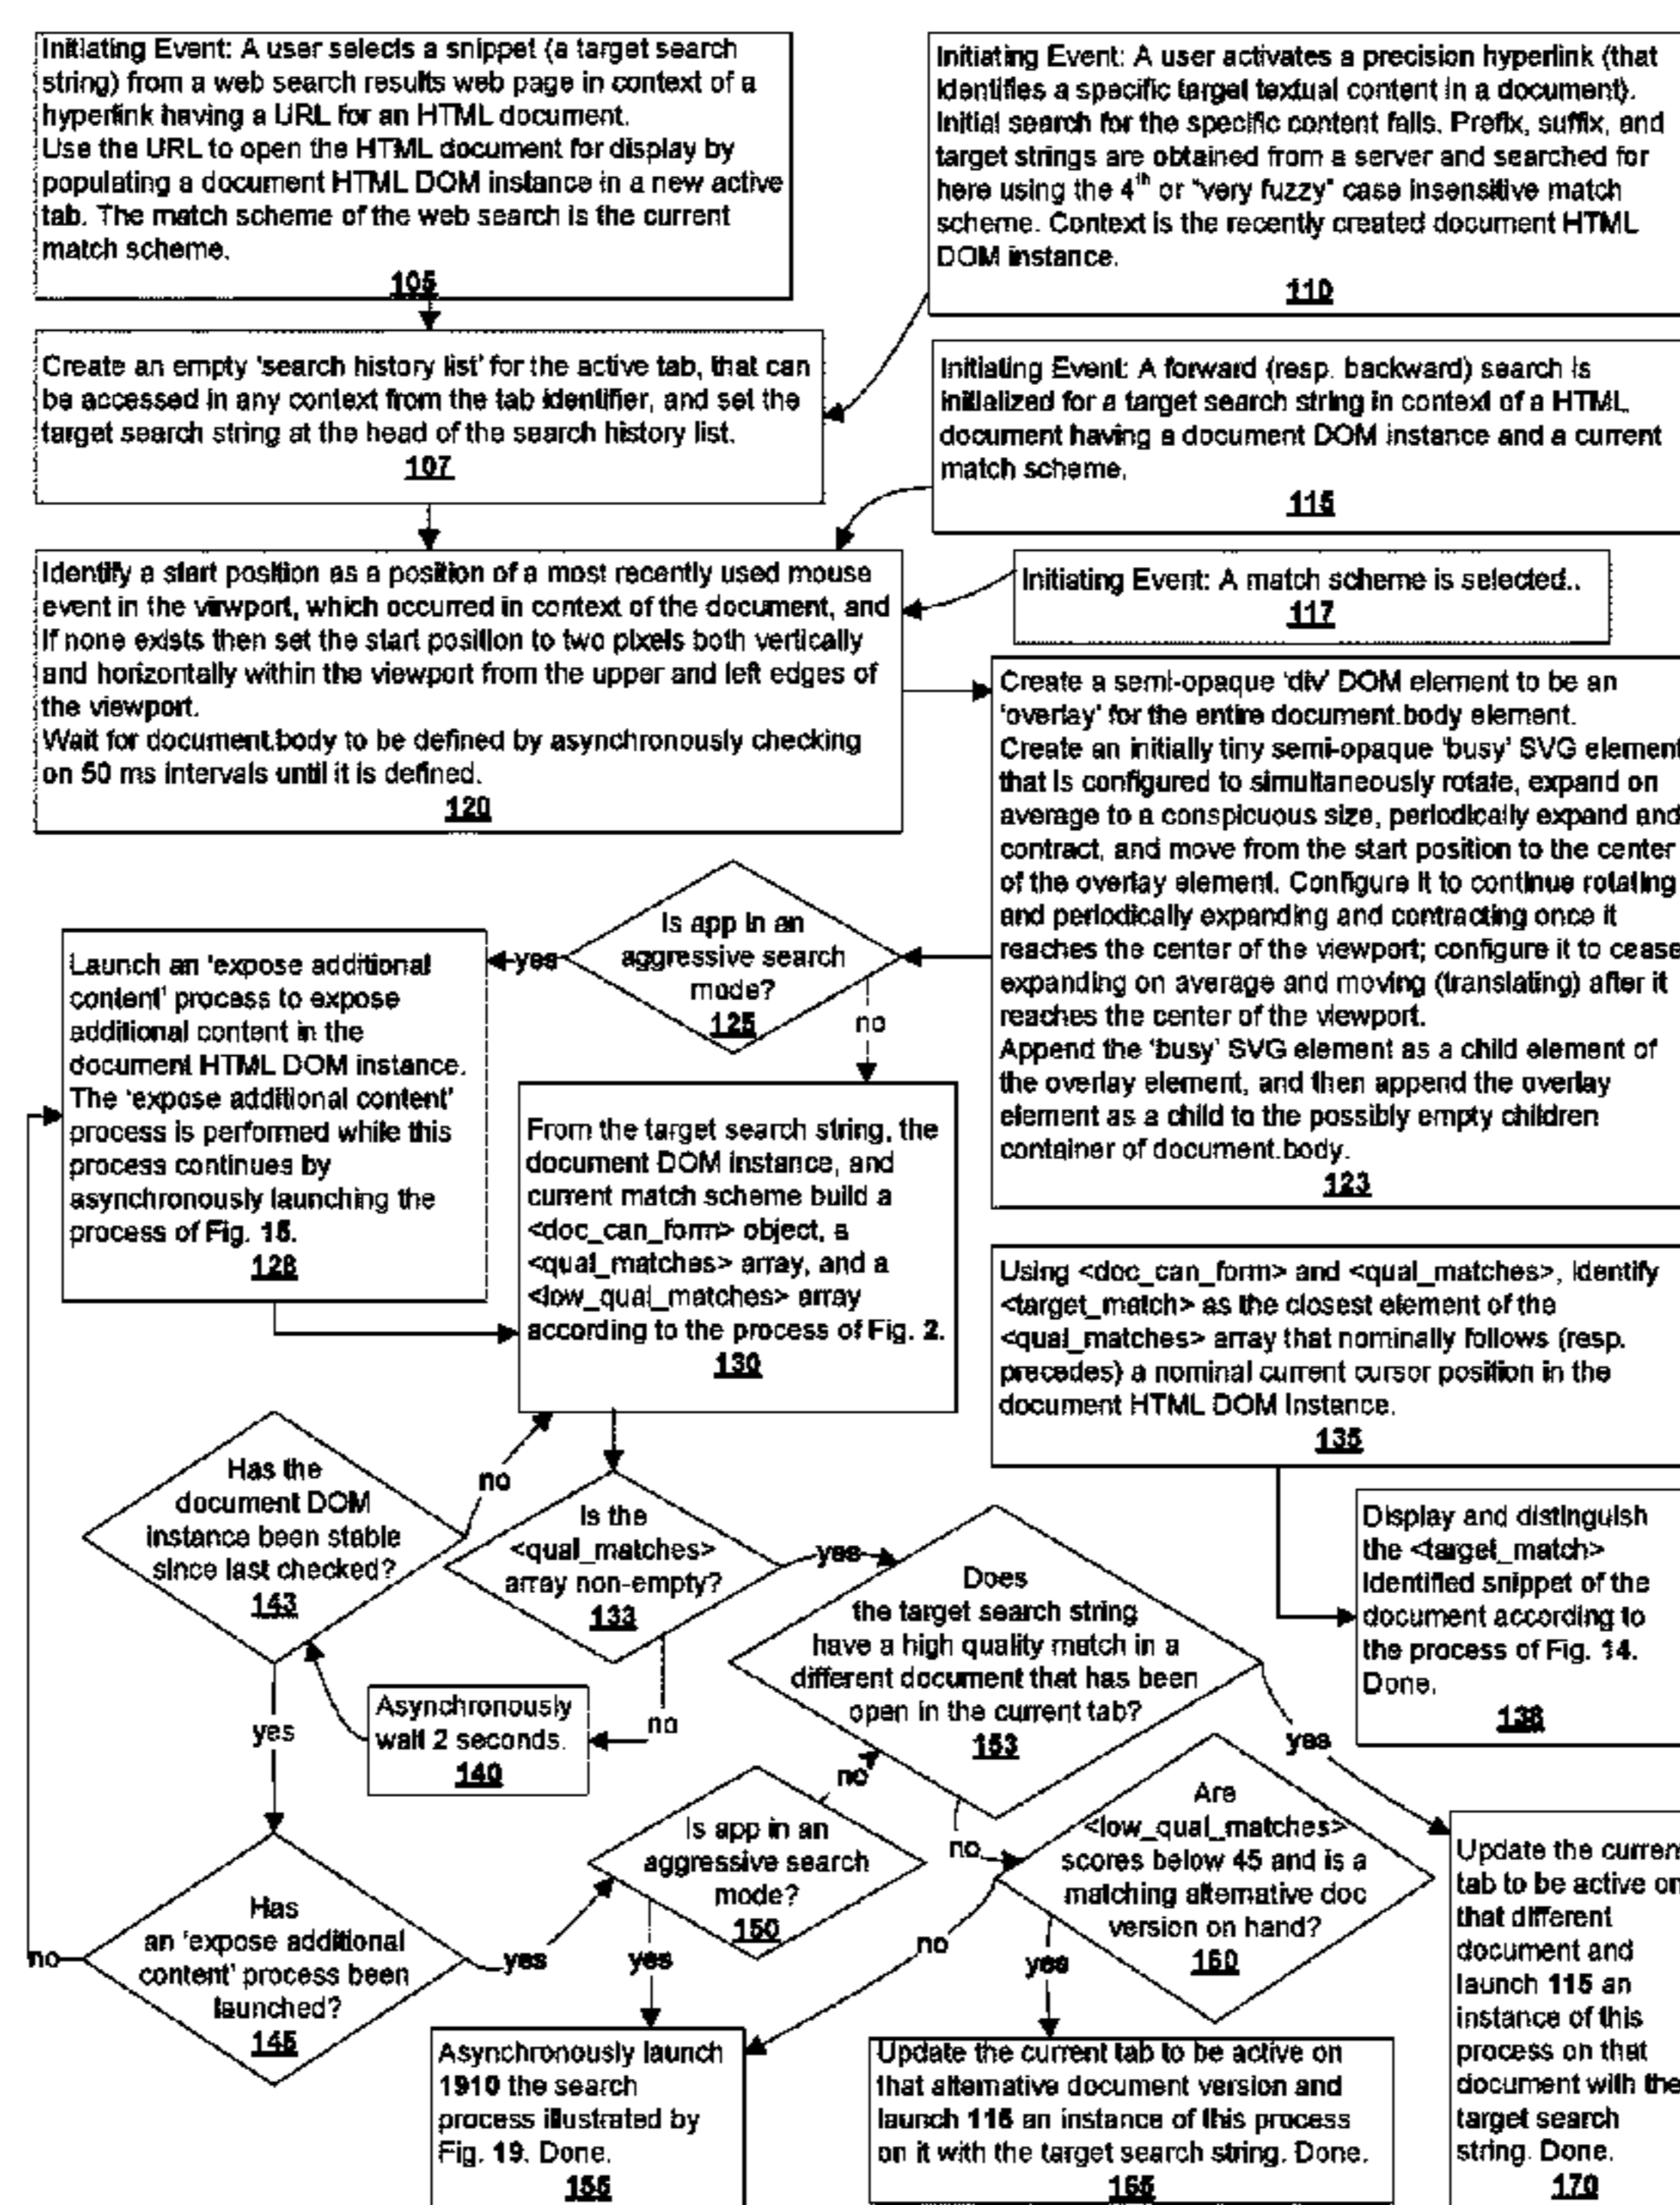 Initiating Event: A user selects a snippet (a target search
string) from a web search results web page in context of a
hyperlink having a URL for an HTML document.
Use the URL to open the HTML document for display by
populating a document HTML DOM instance in a new active
tab. The match scheme of the web search is the current
match scheme.
105
Initiating Event: A user activates a precision hyperlink (that
identifies a specific target textual content in a document).
Initial search for the specific content fails. Prefix, suffix, and
target strings are obtained from a server and searched for
here using the 4th or "very fuzzy" case insensitive match
scheme. Context is the recently created document HTML
DOM instance.
110
Create an empty 'search history list' for the active tab, that can
be accessed in any context from the tab identifier, and set the
target search string at the head of the search history list.
107
Initiating Event: A forward (resp. backward) search is
initialized for a target search string in context of a HTML
document having a document DOM instance and a current
match scheme.
115
Identify a start position as a position of a most recently used mouse
event in the virwport, which occurred in context of the document, and
if none exists then set the start position to two pixels both vertically
and horizontally within the viewport from the upper and left edges of
the viewport.
Wait for document.body to be defined by asynchronously checking
on 50 ms intervals until it is defined.
120
Initiating Event: A match scheme is selected..
117
Create a semi-opaque 'div' DOM element to be an
'overlay' for the entire document.body element.
Create an initially tiny semi-opaque 'busy' SVG element
that is configured to simultaneously rotate, expand on
average to a conspicuous size, periodically expand and
contract, and move from the start position to the center
of the overlay element. Configure it to continue rotating
and periodically expanding and contracting once it
reaches the center of the viewport; configure it to cease
expanding on average and moving (translating) after it
reaches the center of the viewport.
Append the 'busy' SVG element as a child element of
the overlay element, and then append the overlay
element as a child to the possibly empty children
container of document.body.
123
Is app in an
aggressive search
mode?
125
yes
no
Launch an 'expose additional
content' process to expose
additional content in the
document HTML DOM instance.
The 'expose additional content'
process is performed while this
process continues by
asynchronously launching the
process of Fig. 15.
128
From the target search string, the
document DOM instance, and
current match scheme build a
<doc_can_form> object, a
<qual_matches> array, and a
<low_qual_matches> array
according to the process of Fig. 2.
130
Using <doc_can_form> and <qual_matches>, identify
<target_match> as the closest element of the
<qual_matches> array that nominally follows (resp.
precedes) a nominal current cursor position in the
document HTML DOM Instance.
135
Has the
document DOM
instance been stable
since last checked?
143
no
yes
Is the
<qual_matches>
array non-empty?
133
yes
no
Display and distinguish
the <target_match>
identified snippet of the
document according to
the process of Fig. 14.
Done.
138
Asynchronously
wait 2 seconds.
140
Does
the target search string
have a high quality match in a
different document that has been
open in the current tab?
153
yes
no
Has
an 'expose additional
content' process been
launched?
145
no
yes
Is app in an
aggressive search
mode?
150
no
yes
Are
<low_qual_matches>
scores below 45 and is a
matching alternative doc
version on hand?
160
no
yes
Asynchronously launch
1910 the search
process illustrated by
Fig. 19. Done.
155
Update the current tab to be active on
that alternative document version and
launch 115 an instance of this process
on it with the target search string. Done.
165
Update the curren
tab to be active on
that different
document and
launch 115 an
instance of this
process on that
document with the
target search
string. Done.
170